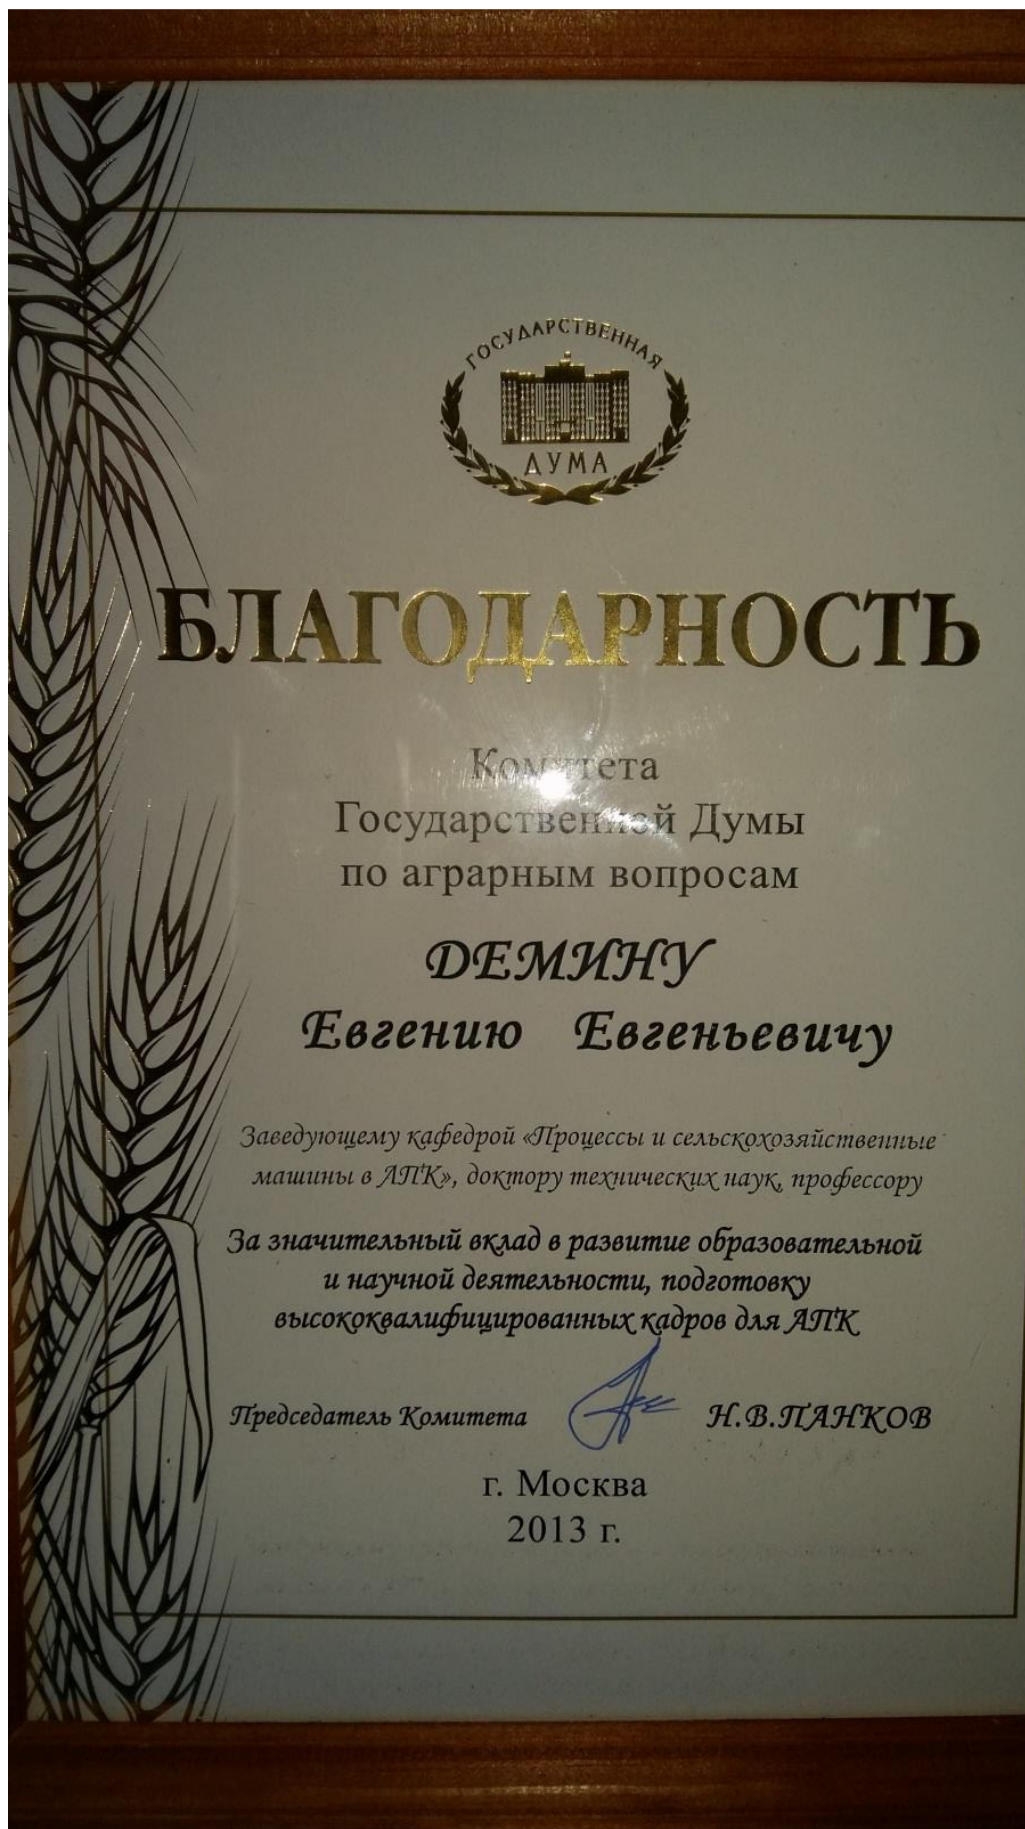 ГОСУДАРСТВЕННАЯ
ДУМА
БЛАГОДАРНОСТЬ
Комитета
Государственной Думы
по аграрным вопросам
ДЕМИНУ
Евгению Евгеньевичу
Заведующему кафедрой «Процессы и сельскохозяйственные
машины в АПК», доктору технических наук, профессору
За значительный вклад в развитие образовательной
и научной деятельности, подготовку
высококвалифицированных кадров для АПК
Председатель Комитета Н.В.ПАНКОВ
г. Москва
2013 г.